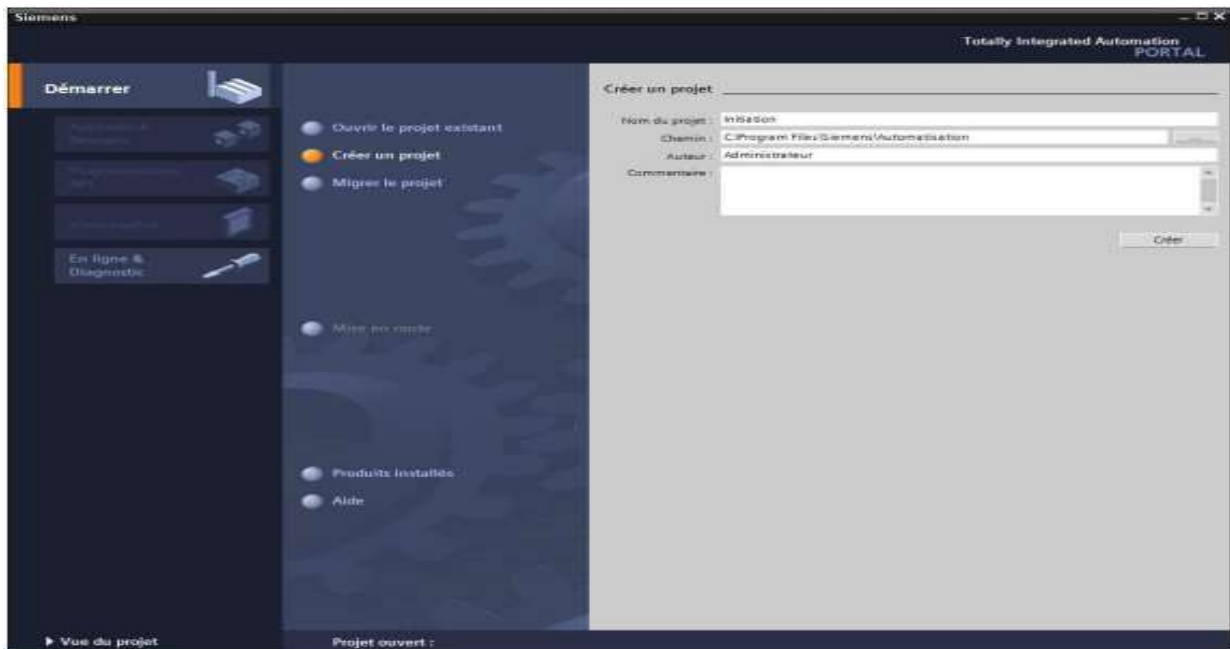 Siemens
Totally Integrated Automation
PORTAL
Démarrer
En ligne &
Diagnostic
Ouvrir le projet existant
Créer un projet
Migrer le projet
Mise en route
Produits installés
Aide
Créer un projet
Nom du projet : Initiation
Chemin : C:\Program Files\Siemens\Automatisation
Auteur : Administrateur
Commentaire :
Créer
Vue du projet
Projet ouvert :